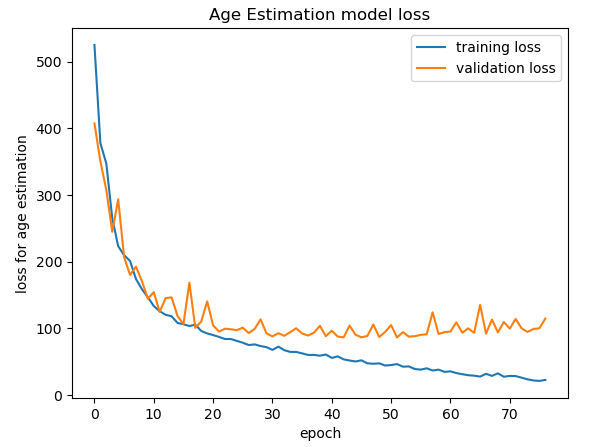 Age Estimation model loss
training loss
validation loss
loss for age estimation
500
400
300
200
100
0
0 10 20 30 40 50 60 70
epoch